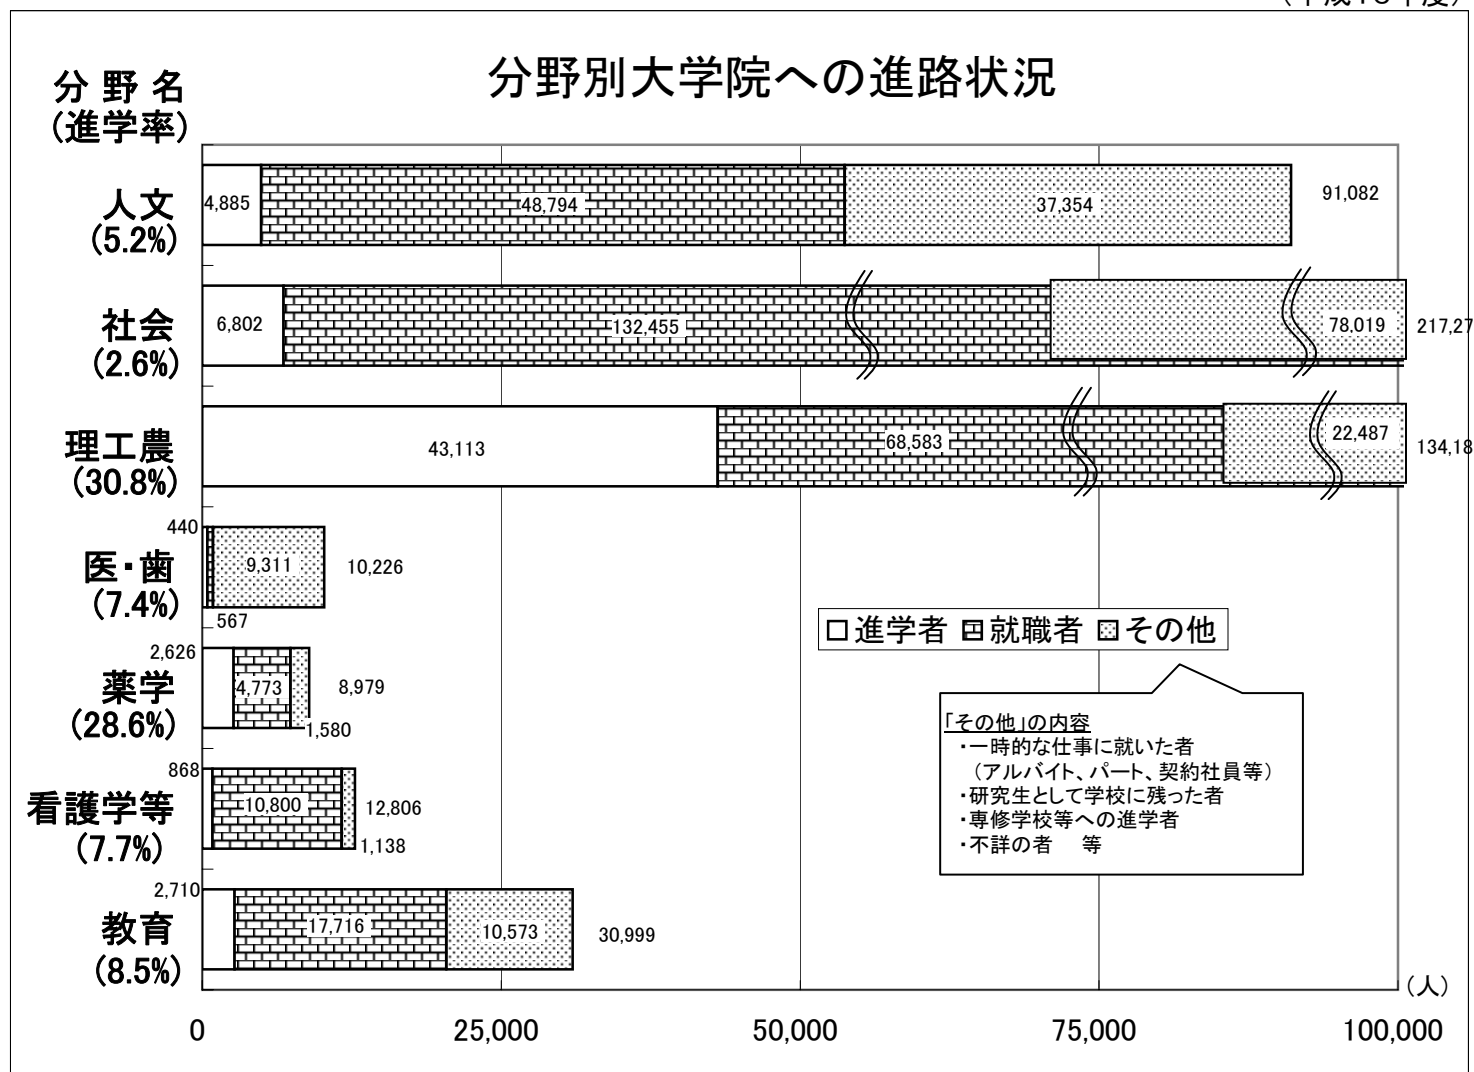 分野別大学院への進路状況
分 野 名
(進学率)
人文
(5.2%)
4,885
48,794
37,354
91,082
社会
(2.6%)
6,802
132,455
78,019
217,27
理工農
(30.8%)
43,113
68,583
22,487
134,18
医・歯
(7.4%)
440
9,311
10,226
567
薬学
(28.6%)
2,626
4,773
8,979
1,580
看護学等
(7.7%)
868
10,800
12,806
1,138
教育
(8.5%)
2,710
17,716
10,573
30,999
進学者 就職者 その他
「その他」の内容
・一時的な仕事に就いた者
(アルバイト、パート、契約社員等)
・研究生として学校に残った者
・専修学校等への進学者
・不詳の者 等
(人)
0 25,000 50,000 75,000 100,000